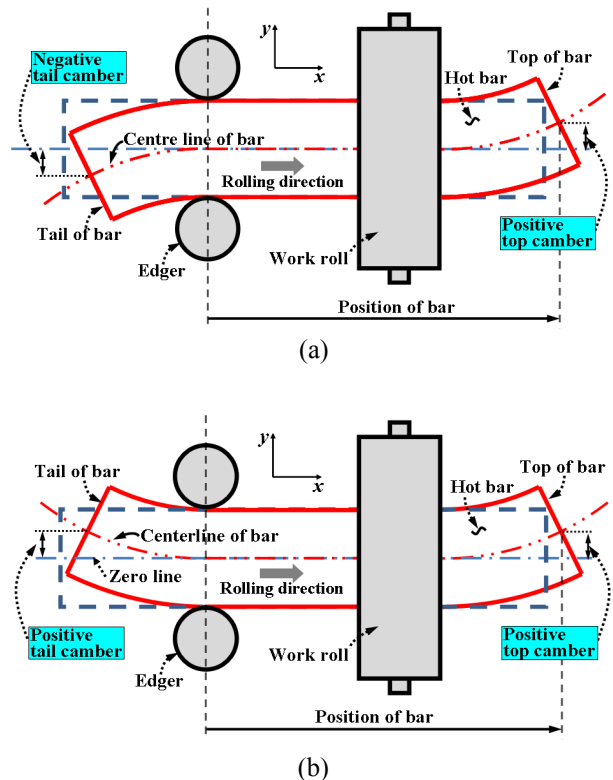 Negative
tail camber
y
x
Top of bar
Hot bar
Centre line of bar
Rolling direction
Tail of bar
Edger
Work roll
Positive
top camber
Position of bar
(a)
Tail of bar
y
x
Top of bar
Hot bar
Centerline of bar
Zero line
Rolling direction
Positive
tail camber
Edger
Work roll
Positive
top camber
Position of bar
(b)